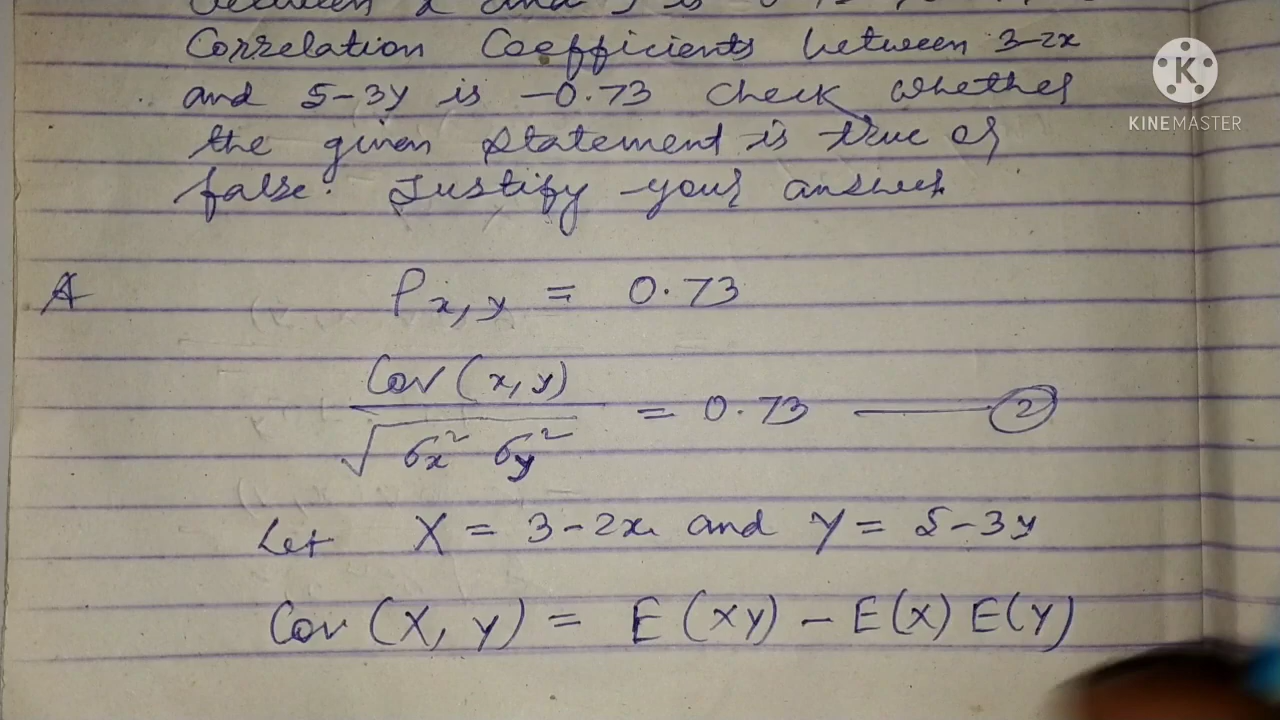 Correlation Coefficients between 3-2x
and 5-3y is -0.73 check whether
the given statement is true or
false. Justify your answer
A ρx,y = 0.73
Cov (x,y)
√σx² σy² = 0.73 —— ②
Let X = 3-2x and Y = 5-3y
Cov (X, Y) = E (XY) - E(X) E(Y)
K
KINEMASTER